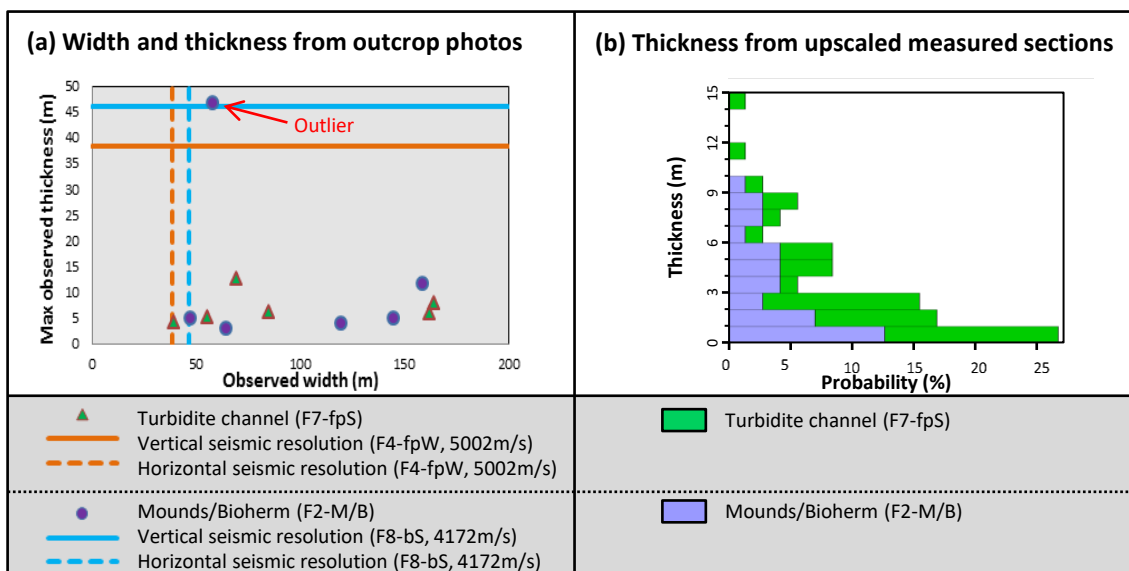 (a) Width and thickness from outcrop photos
Max observed thickness (m)
50
45
40
35
30
25
20
15
10
5
0
Outlier
0 50 100 150 200
Observed width (m)
(b) Thickness from upscaled measured sections
Thickness (m)
15
12
9
6
3
0
0 5 10 15 20 25
Probability (%)
Turbidite channel (F7-fpS)
Vertical seismic resolution (F4-fpW, 5002m/s)
Horizontal seismic resolution (F4-fpW, 5002m/s)
Mounds/Bioherm (F2-M/B)
Vertical seismic resolution (F8-bS, 4172m/s)
Horizontal seismic resolution (F8-bS, 4172m/s)
Turbidite channel (F7-fpS)
Mounds/Bioherm (F2-M/B)